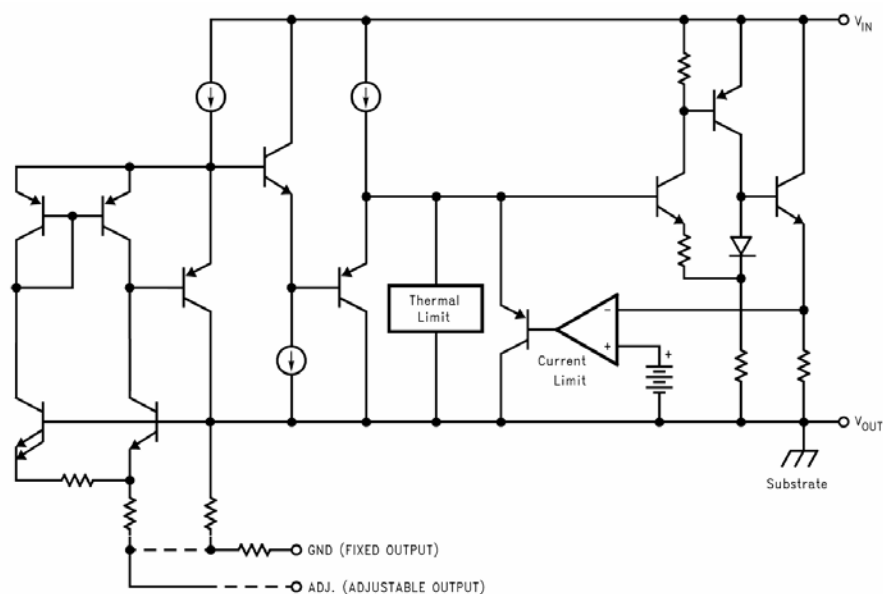 VIN
Thermal
Limit
−
+
+
Current
Limit
VOUT
Substrate
GND (FIXED OUTPUT)
ADJ. (ADJUSTABLE OUTPUT)